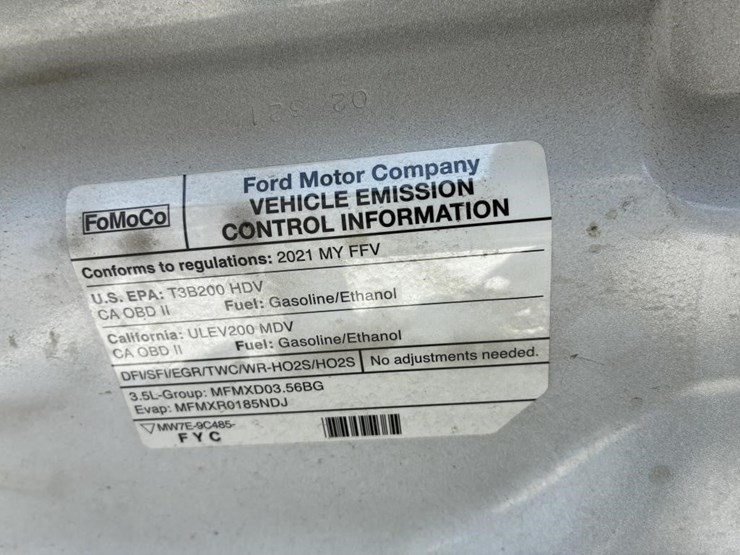 FoMoCo
Ford Motor Company
VEHICLE EMISSION
CONTROL INFORMATION
Conforms to regulations: 2021 MY FFV
U.S. EPA: T3B200 HDV
CA OBD II Fuel: Gasoline/Ethanol
California: ULEV200 MDV
CA OBD II Fuel: Gasoline/Ethanol
DFI/SFI/EGR/TWC/WR-HO2S/HO2S No adjustments needed.
3.5L-Group: MFMXD03.56BG
Evap: MFMXR0185NDJ
MW7E-9C485-
FYC